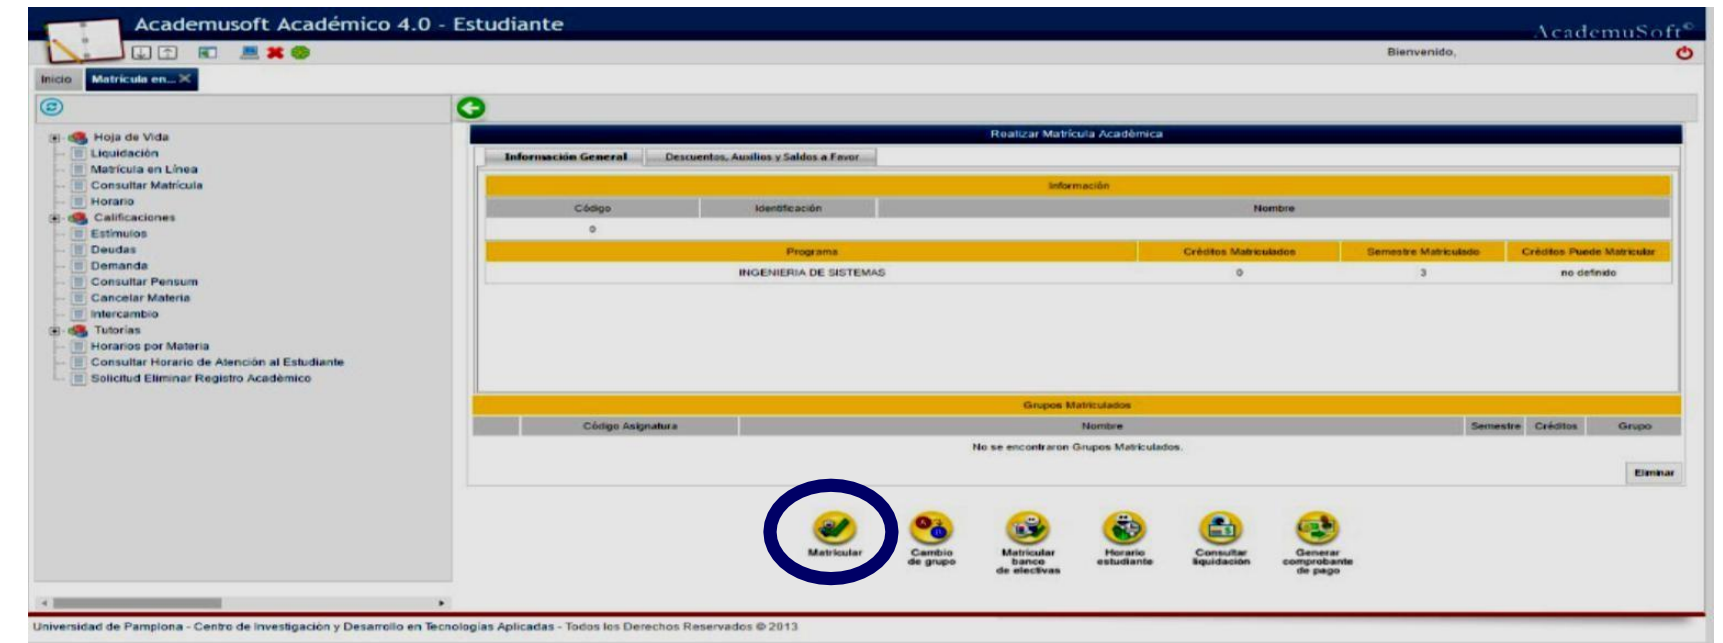 Academusoft Académico 4.0 - Estudiante
AcademuSoft©
Bienvenido,
Inicio Matrícula en...
Hoja de Vida
Liquidación
Matrícula en Línea
Consultar Matrícula
Horario
Calificaciones
Estímulos
Deudas
Demanda
Consultar Pensum
Cancelar Materia
Intercambio
Tutorías
Horarios por Materia
Consultar Horario de Atención al Estudiante
Solicitud Eliminar Registro Académico
Realizar Matrícula Académica
Información General Descuentos, Auxilios y Saldos a Favor
Información
Código Identificación Nombre
0
Programa Créditos Matriculados Semestre Matriculado Créditos Puede Matricular
INGENIERIA DE SISTEMAS 0 3 no definido
Grupos Matriculados
Código Asignatura Nombre Semestre Créditos Grupo
No se encontraron Grupos Matriculados.
Eliminar
Matricular
Cambio
de grupo
Matricular
banco
de electivas
Horario
estudiante
Consultar
liquidación
Generar
comprobante
de pago
Universidad de Pamplona - Centro de Investigación y Desarrollo en Tecnologías Aplicadas - Todos los Derechos Reservados © 2013